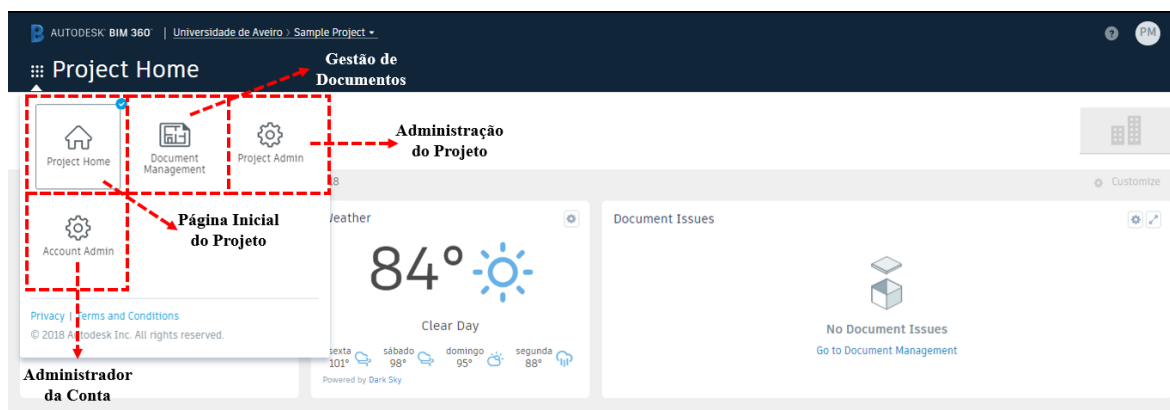 AUTODESK® BIM 360® | Universidade de Aveiro > Sample Project
PM
Project Home
Gestão de
Documentos
Project Home
Document
Management
Project Admin
Administração
do Projeto
Account Admin
Página Inicial
do Projeto
8
Customize
Weather
Document Issues
84°
Clear Day
No Document Issues
Go to Document Management
sexta
101°
sábado
98°
domingo
95°
segunda
88°
Powered by Dark Sky
Privacy | Terms and Conditions
© 2018 Autodesk Inc. All rights reserved.
Administrador
da Conta